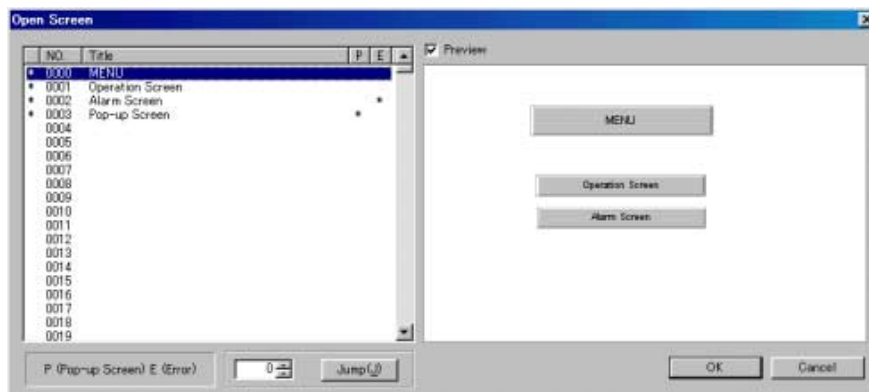 Open Screen
NO. Title P E
* 0000 MENU
* 0001 Operation Screen
* 0002 Alarm Screen *
* 0003 Pop-up Screen *
0004
0005
0006
0007
0008
0009
0010
0011
0012
0013
0014
0015
0016
0017
0018
0019
P (Pop-up Screen) E (Error)
0
Jump(J)
Preview
MENU
Operation Screen
Alarm Screen
OK
Cancel